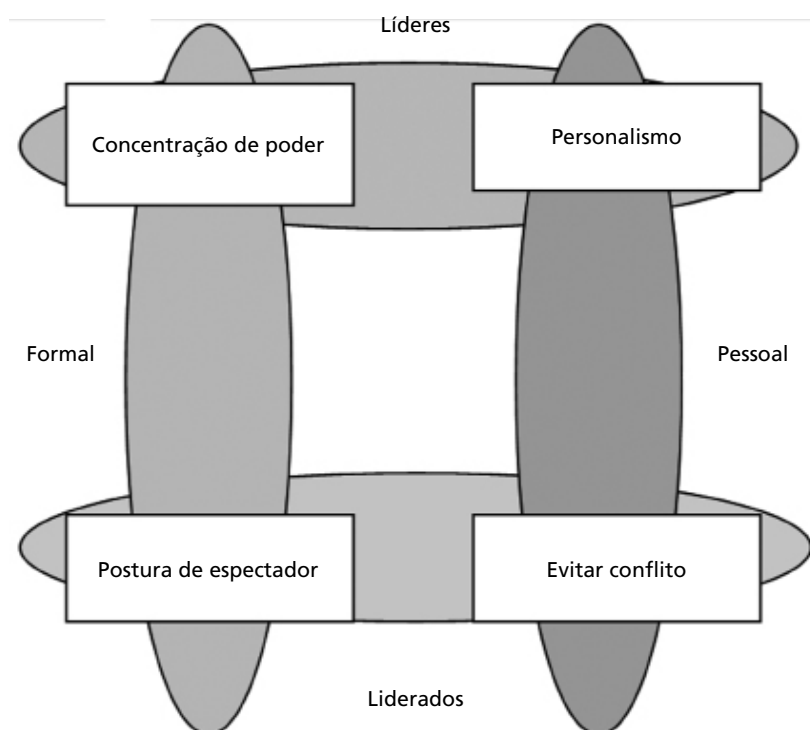 Líderes
Concentração de poder
Personalismo
Formal
Pessoal
Postura de espectador
Evitar conflito
Liderados